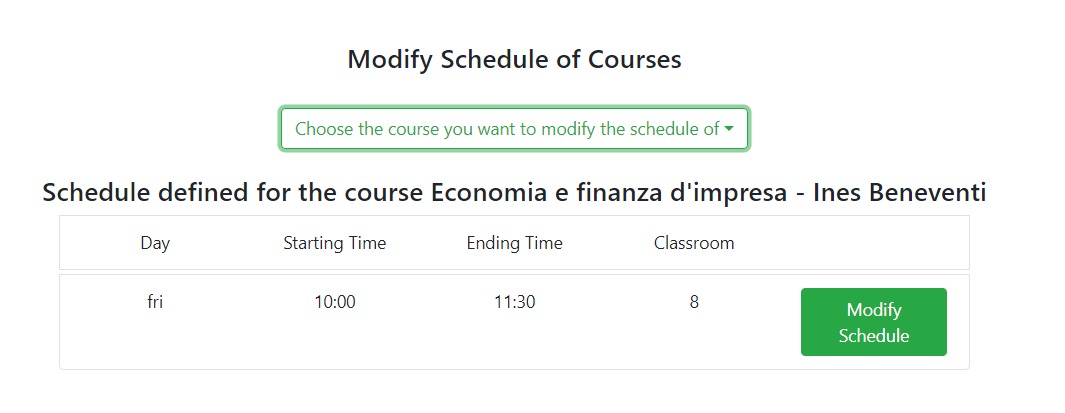 Modify Schedule of Courses
Choose the course you want to modify the schedule of
Schedule defined for the course Economia e finanza d'impresa - Ines Beneventi
Day Starting Time Ending Time Classroom
fri 10:00 11:30 8
Modify
Schedule